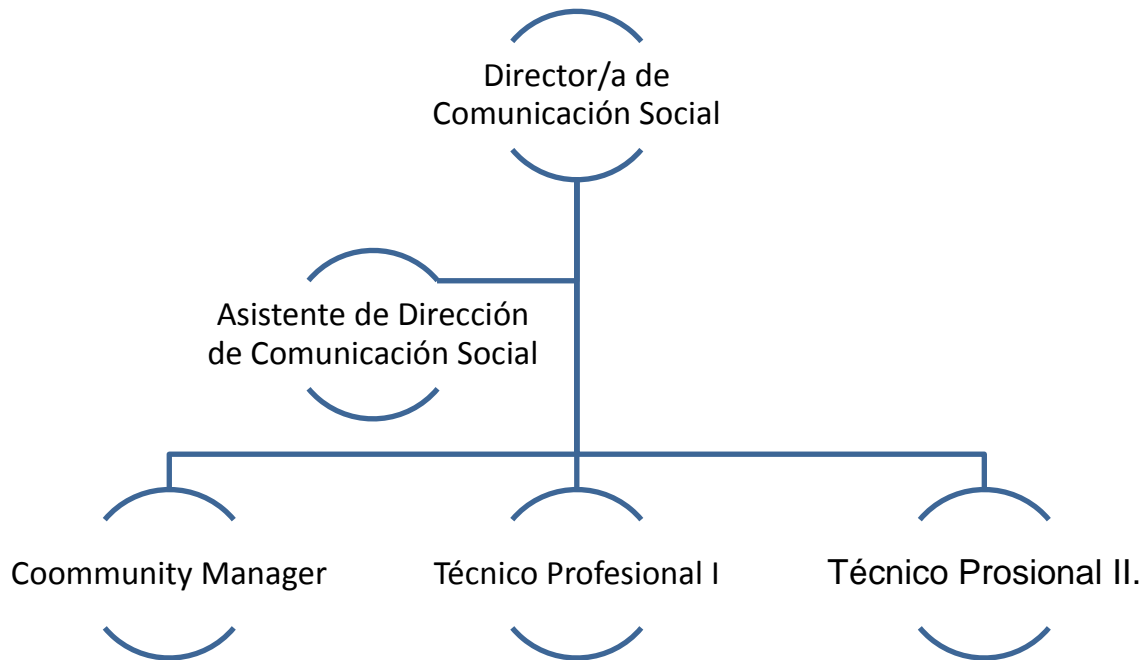 Director/a de
Comunicación Social
Asistente de Dirección
de Comunicación Social
Coommunity Manager
Técnico Profesional I
Técnico Prosional II.